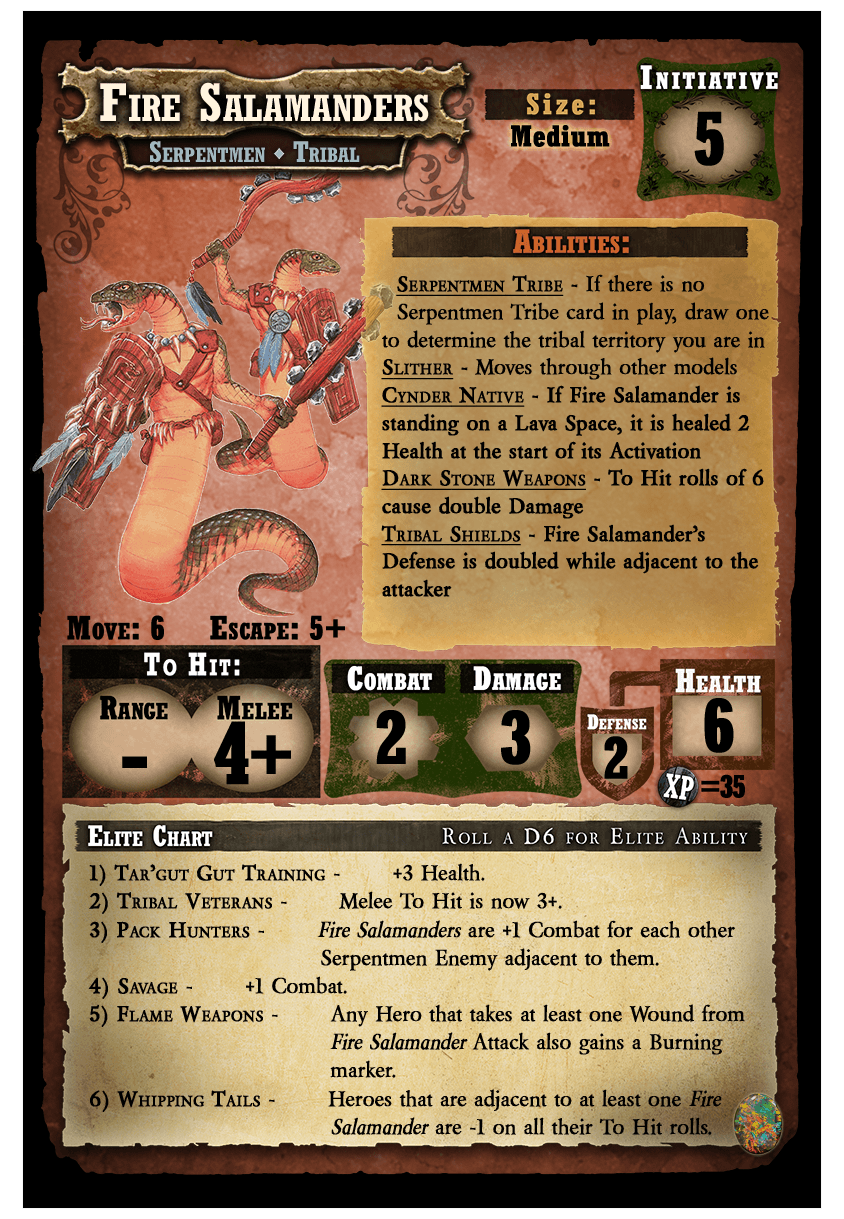 Fire Salamanders
Serpentmen ◆ Tribal
Size:
Medium
Initiative
5
Abilities:
Serpentmen Tribe - If there is no
Serpentmen Tribe card in play, draw one
to determine the tribal territory you are in
Slither - Moves through other models
Cynder Native - If Fire Salamander is
standing on a Lava Space, it is healed 2
Health at the start of its Activation
Dark Stone Weapons - To Hit rolls of 6
cause double Damage
Tribal Shields - Fire Salamander's
Defense is doubled while adjacent to the
attacker
Move: 6 Escape: 5+
To Hit:
Range
-
Melee
4+
Combat
2
Damage
3
Defense
2
Health
6
XP=35
Elite Chart Roll a D6 for Elite Ability
1) Tar'gut Gut Training - +3 Health.
2) Tribal Veterans - Melee To Hit is now 3+.
3) Pack Hunters - Fire Salamanders are +1 Combat for each other
Serpentmen Enemy adjacent to them.
4) Savage - +1 Combat.
5) Flame Weapons - Any Hero that takes at least one Wound from
Fire Salamander Attack also gains a Burning
marker.
6) Whipping Tails - Heroes that are adjacent to at least one Fire
Salamander are -1 on all their To Hit rolls.